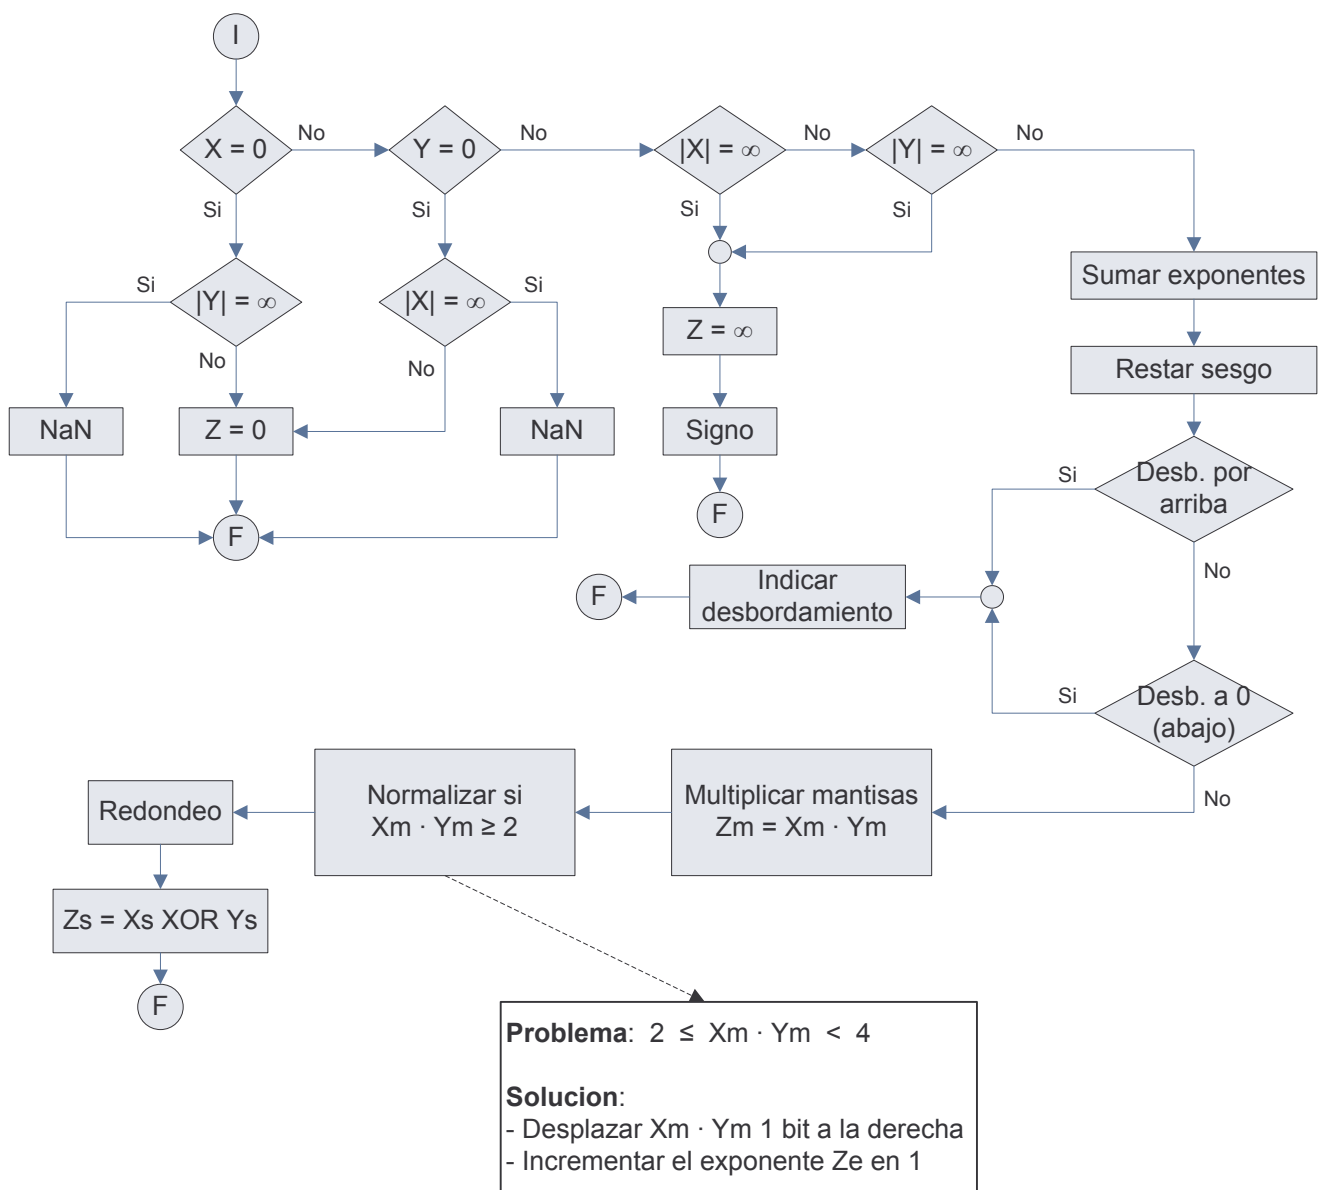 I
X = 0
No
Y = 0
No
|X| = ∞
No
|Y| = ∞
No
Si
Si
Si
Si
Sumar exponentes
Si
|Y| = ∞
|X| = ∞
Si
Z = ∞
No
No
Restar sesgo
NaN
Z = 0
NaN
Signo
Si
Desb. por
arriba
F
F
No
F
Indicar
desbordamiento
Si
Desb. a 0
(abajo)
No
Redondeo
Normalizar si
Xm · Ym ≥ 2
Multiplicar mantisas
Zm = Xm · Ym
Zs = Xs XOR Ys
F
Problema: 2 ≤ Xm · Ym < 4
Solucion:
- Desplazar Xm · Ym 1 bit a la derecha
- Incrementar el exponente Ze en 1